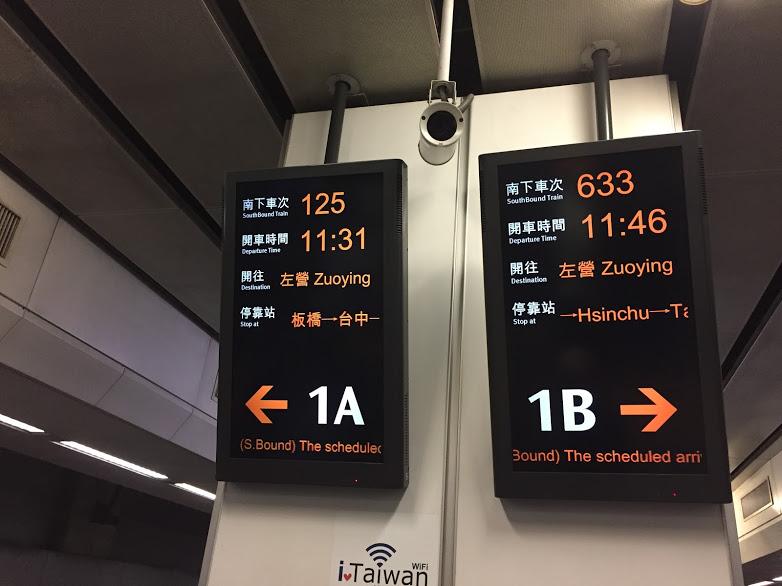 南下車次 125
SouthBound Train
開車時間 11:31
Departure Time
開往 左營 Zuoying
Destination
停靠站 板橋→台中
Stop at
← 1A
(S.Bound) The scheduled
南下車次 633
SouthBound Train
開車時間 11:46
Departure Time
開往 左營 Zuoying
Destination
停靠站 →Hsinchu→Ta
Stop at
1B →
Bound) The scheduled arri
WiFi
i Taiwan